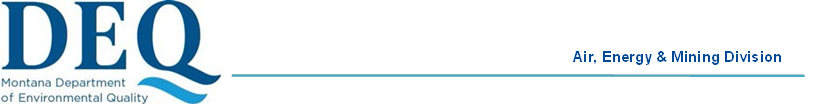 DEQ
Montana Department
of Environmental Quality
Air, Energy & Mining Division